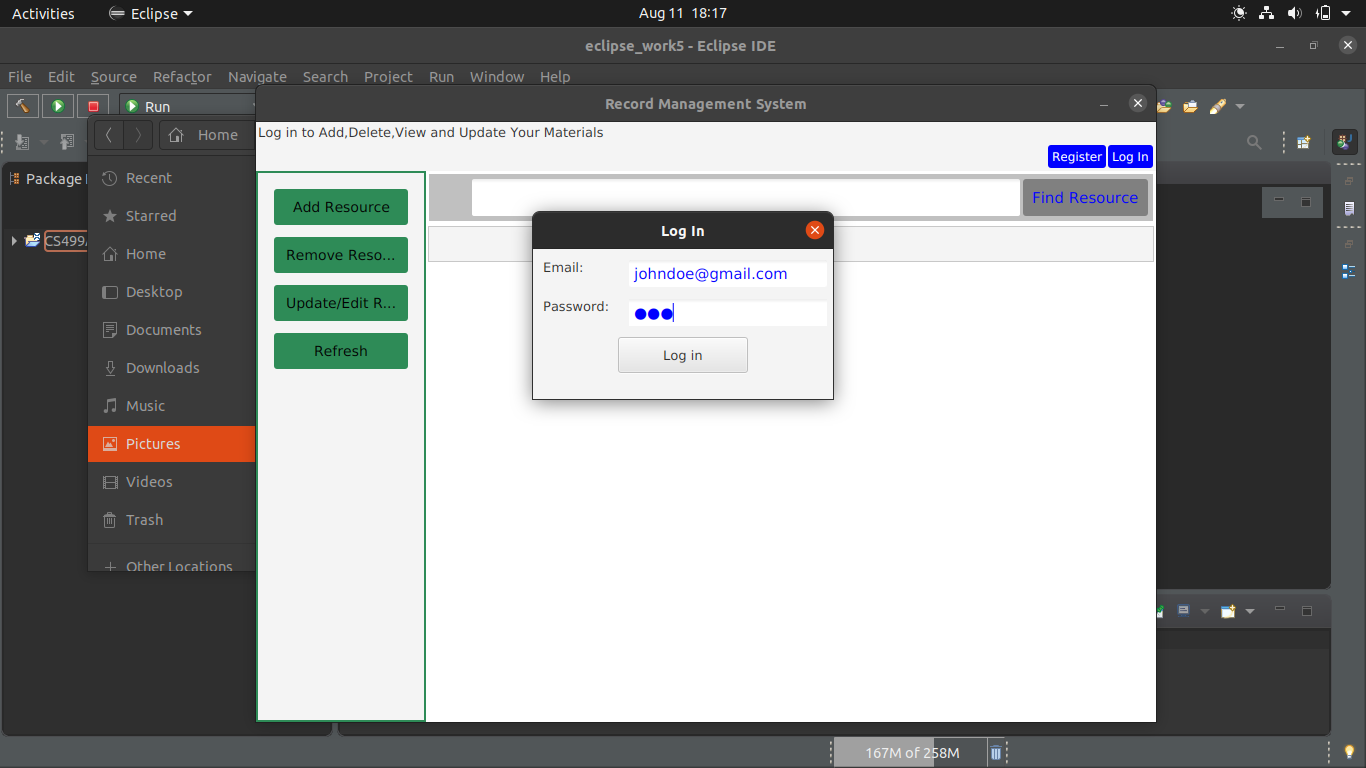 Activities
Eclipse
Aug 11 18:17
eclipse_work5 - Eclipse IDE
File Edit Source Refactor Navigate Search Project Run Window Help
Run
Record Management System
Log in to Add,Delete,View and Update Your Materials
Register
Log In
Home
Package
Recent
Starred
Home
Desktop
Documents
Downloads
Music
Pictures
Videos
Trash
Other Locations
CS499
Add Resource
Remove Reso...
Update/Edit R...
Refresh
Find Resource
Log In
Email:
johndoe@gmail.com
Password:
Log in
167M of 258M